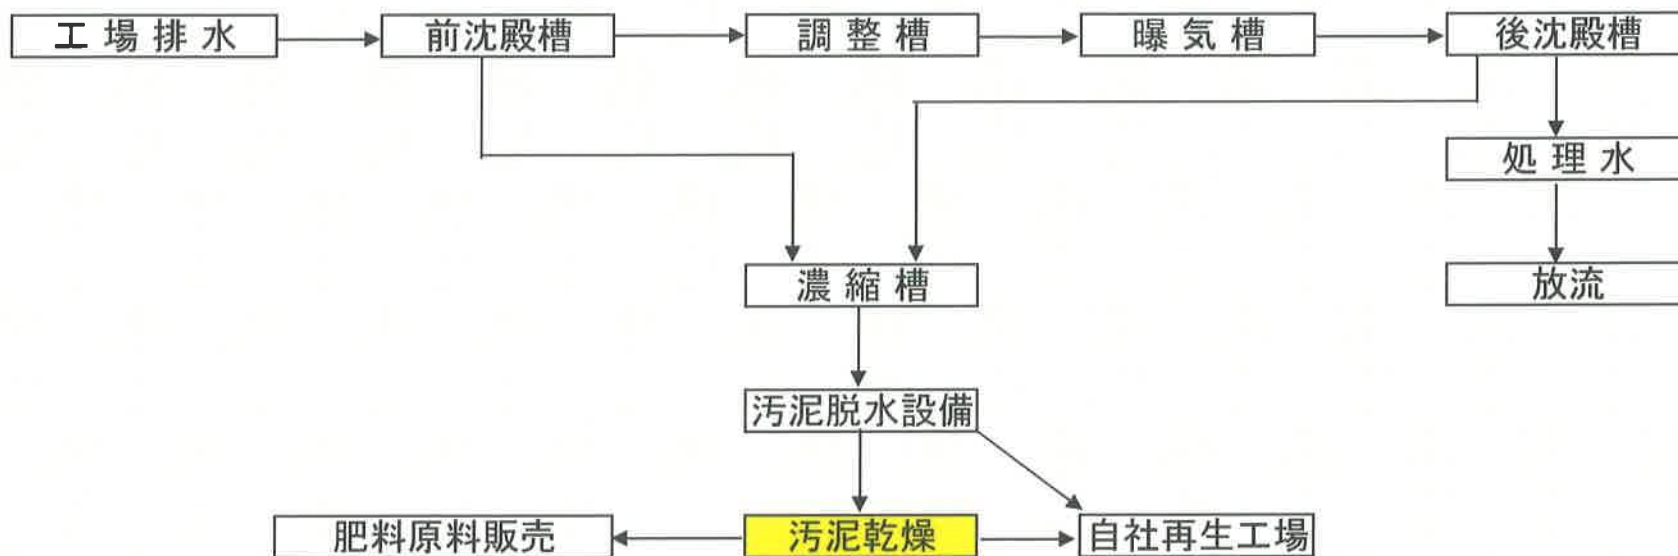 工場排水
前沈殿槽
調整槽
曝気槽
後沈殿槽
処理水
濃縮槽
放流
汚泥脱水設備
肥料原料販売
汚泥乾燥
自社再生工場